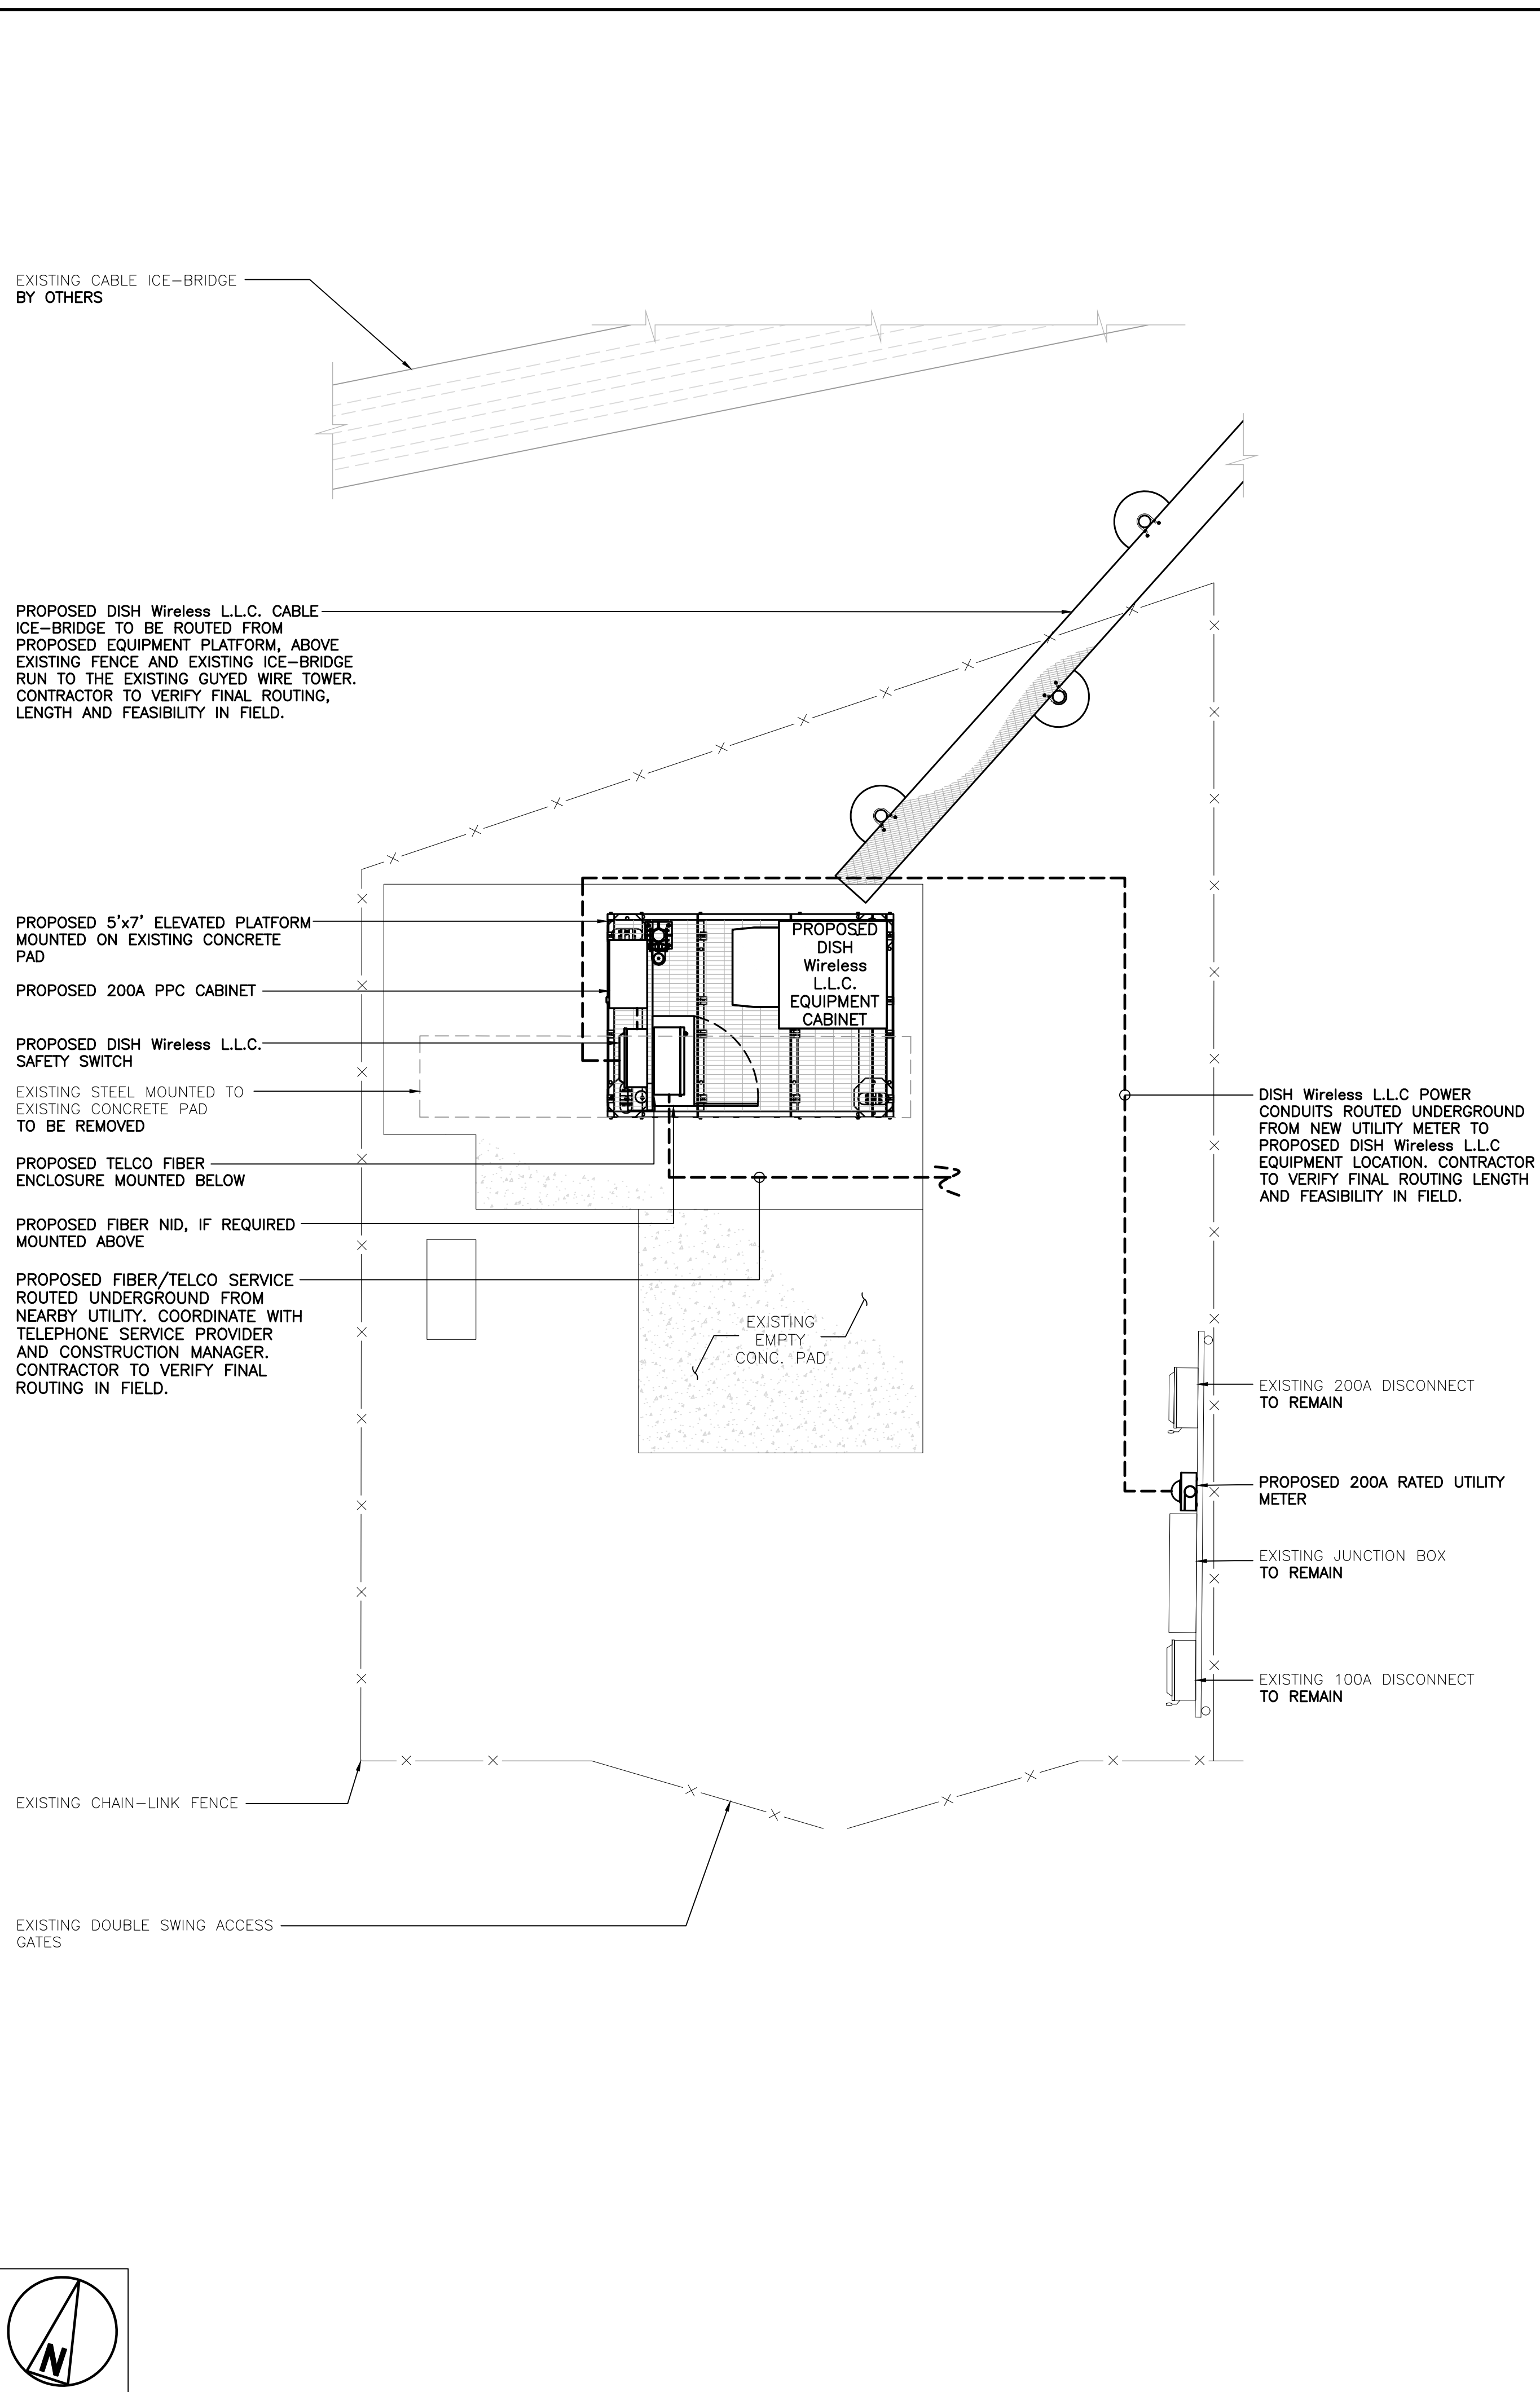 EXISTING CABLE ICE-BRIDGE
BY OTHERS
PROPOSED DISH Wireless L.L.C. CABLE
ICE-BRIDGE TO BE ROUTED FROM
PROPOSED EQUIPMENT PLATFORM, ABOVE
EXISTING FENCE AND EXISTING ICE-BRIDGE
RUN TO THE EXISTING GUYED WIRE TOWER.
CONTRACTOR TO VERIFY FINAL ROUTING,
LENGTH AND FEASIBILITY IN FIELD.
PROPOSED 5'x7' ELEVATED PLATFORM
MOUNTED ON EXISTING CONCRETE
PAD
PROPOSED 200A PPC CABINET
PROPOSED DISH Wireless L.L.C.
SAFETY SWITCH
EXISTING STEEL MOUNTED TO
EXISTING CONCRETE PAD
TO BE REMOVED
PROPOSED TELCO FIBER
ENCLOSURE MOUNTED BELOW
PROPOSED FIBER NID, IF REQUIRED
MOUNTED ABOVE
PROPOSED FIBER/TELCO SERVICE
ROUTED UNDERGROUND FROM
NEARBY UTILITY. COORDINATE WITH
TELEPHONE SERVICE PROVIDER
AND CONSTRUCTION MANAGER.
CONTRACTOR TO VERIFY FINAL
ROUTING IN FIELD.
PROPOSED
DISH
Wireless
L.L.C.
EQUIPMENT
CABINET
EXISTING
EMPTY
CONC. PAD
DISH Wireless L.L.C POWER
CONDUITS ROUTED UNDERGROUND
FROM NEW UTILITY METER TO
PROPOSED DISH Wireless L.L.C
EQUIPMENT LOCATION. CONTRACTOR
TO VERIFY FINAL ROUTING LENGTH
AND FEASIBILITY IN FIELD.
EXISTING 200A DISCONNECT
TO REMAIN
PROPOSED 200A RATED UTILITY
METER
EXISTING JUNCTION BOX
TO REMAIN
EXISTING 100A DISCONNECT
TO REMAIN
EXISTING CHAIN-LINK FENCE
EXISTING DOUBLE SWING ACCESS
GATES
N